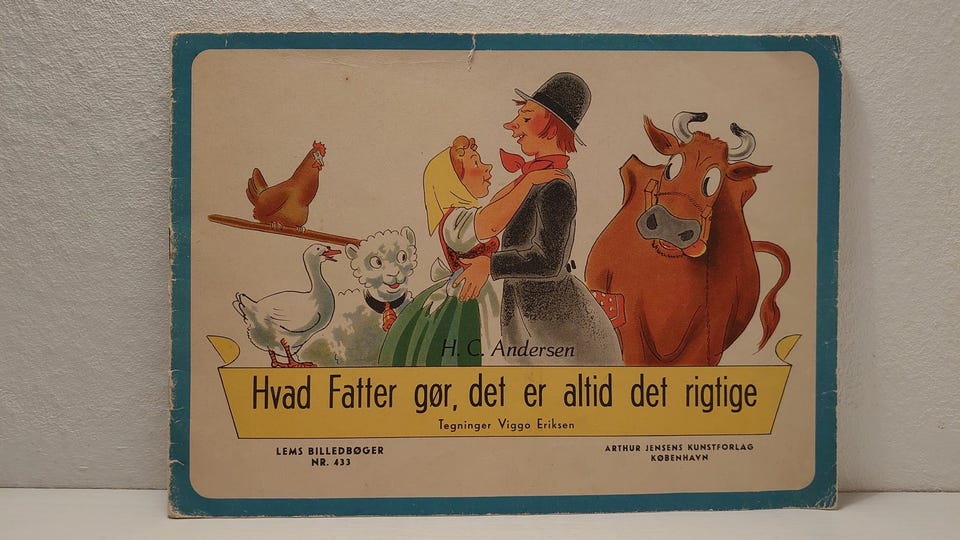 H. C. Andersen
Hvad Fatter gør, det er altid det rigtige
Tegninger Viggo Eriksen
LEMS BILLEDBØGER
NR. 433
ARTHUR JENSENS KUNSTFORLAG
KØBENHAVN